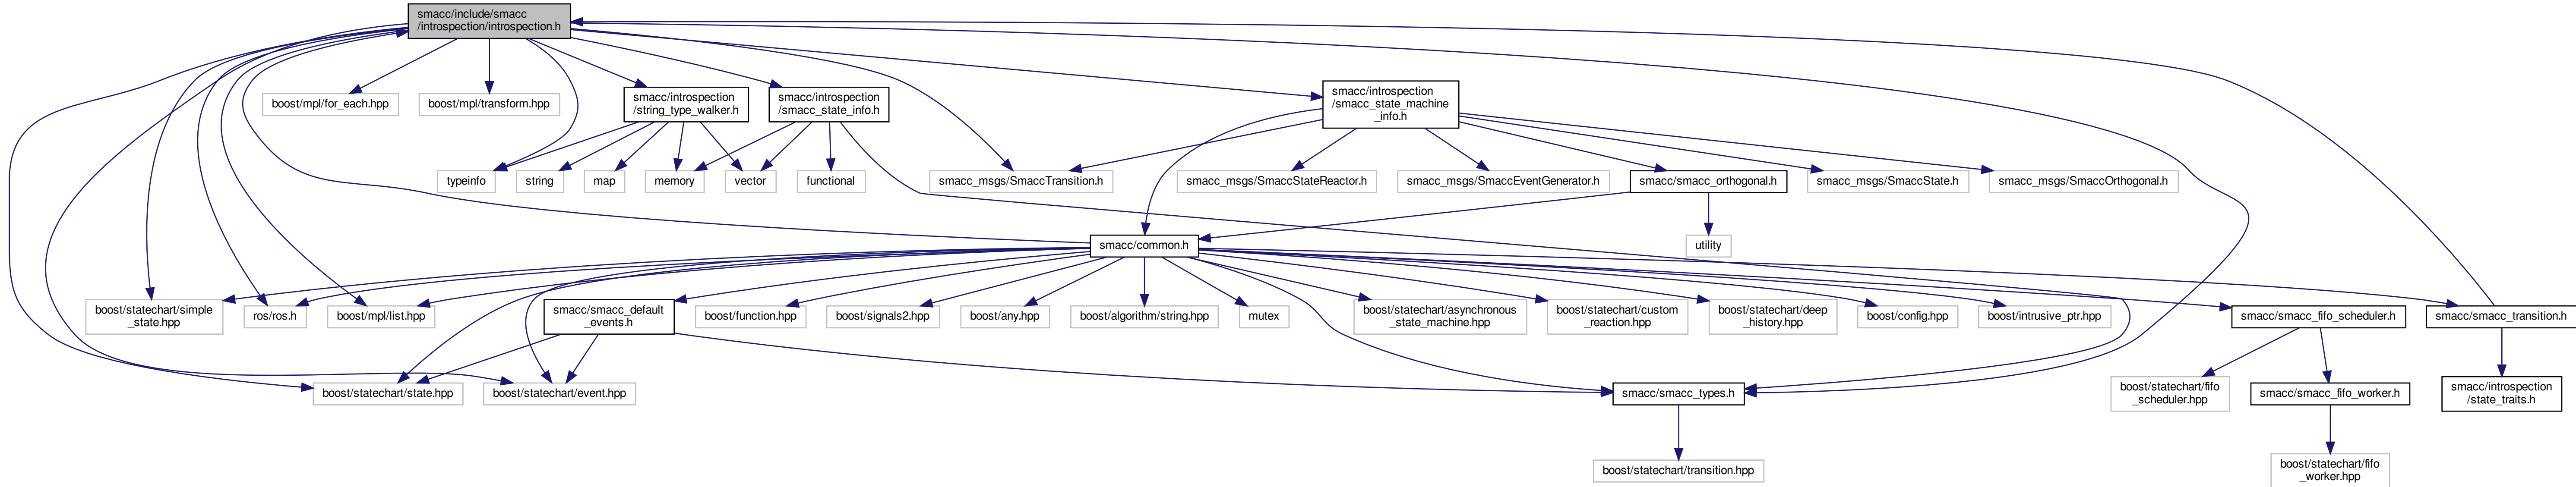 smacc/include/smacc
/introspection/introspection.h
boost/mpl/for_each.hpp
boost/mpl/transform.hpp
smacc/introspection
/string_type_walker.h
smacc/introspection
/smacc_state_info.h
smacc/introspection
/smacc_state_machine
_info.h
typeinfo
string
map
memory
vector
functional
smacc_msgs/SmaccTransition.h
smacc_msgs/SmaccStateReactor.h
smacc_msgs/SmaccEventGenerator.h
smacc/smacc_orthogonal.h
smacc_msgs/SmaccState.h
smacc_msgs/SmaccOrthogonal.h
smacc/common.h
utility
boost/statechart/simple
_state.hpp
ros/ros.h
boost/mpl/list.hpp
smacc/smacc_default
_events.h
boost/function.hpp
boost/signals2.hpp
boost/any.hpp
boost/algorithm/string.hpp
mutex
boost/statechart/asynchronous
_state_machine.hpp
boost/statechart/custom
_reaction.hpp
boost/statechart/deep
_history.hpp
boost/config.hpp
boost/intrusive_ptr.hpp
smacc/smacc_fifo_scheduler.h
smacc/smacc_transition.h
boost/statechart/state.hpp
boost/statechart/event.hpp
smacc/smacc_types.h
boost/statechart/fifo
_scheduler.hpp
smacc/smacc_fifo_worker.h
smacc/introspection
/state_traits.h
boost/statechart/transition.hpp
boost/statechart/fifo
_worker.hpp